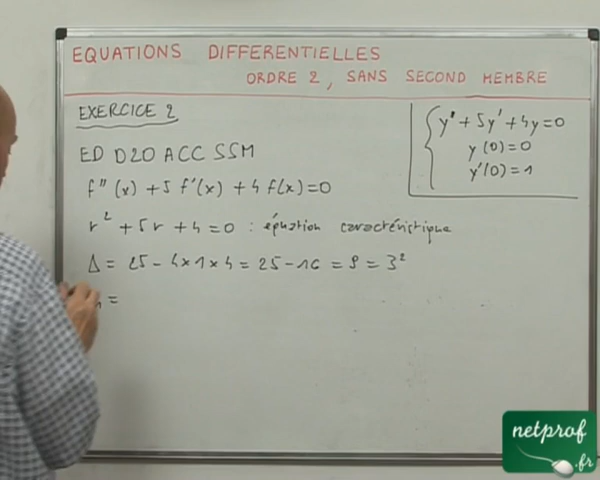 EQUATIONS DIFFERENTIELLES
ORDRE 2, SANS SECOND MEMBRE
EXERCICE 2
y" + 5y' + 4y = 0
y(0) = 0
y'(0) = 1
ED D2O ACC SSM
f"(x) + 5 f'(x) + 4 f(x) = 0
r² + 5r + 4 = 0 : équation caractéristique
Δ = 25 - 4 x 1 x 4 = 25 - 16 = 9 = 3²
=
netprof
.fr